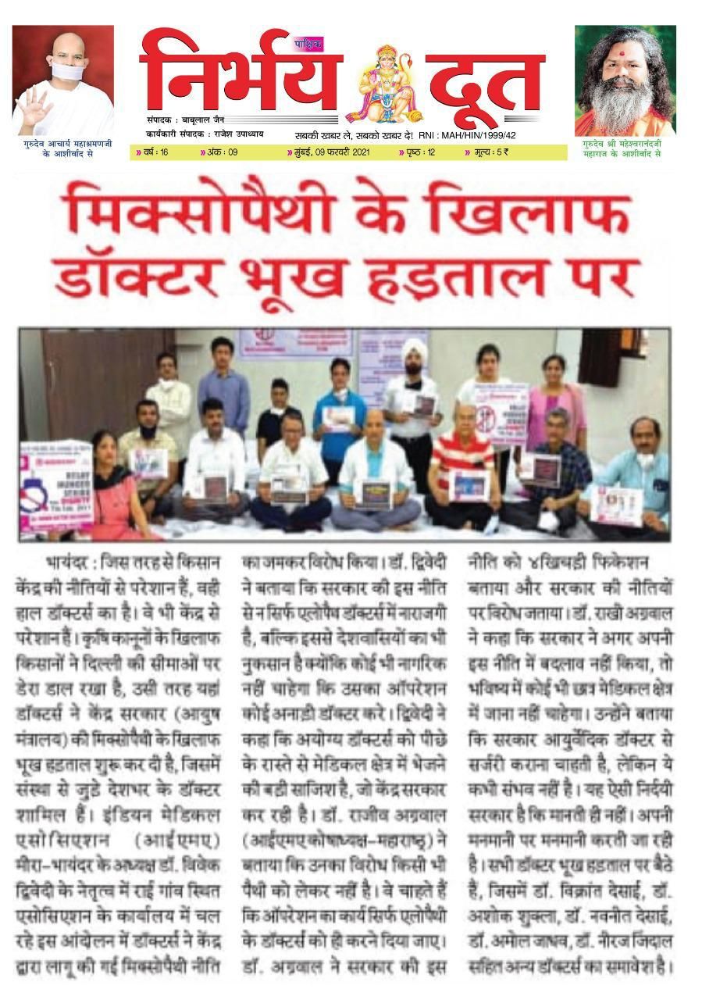 पाक्षिक
निर्भय दूत
संपादक : बाबूलाल जैन
कार्यकारी संपादक : राजेश उपाध्याय
सबकी खबर ले, सबको खबर दे! RNI : MAH/HIN/1999/42
गुरुदेव आचार्य महाश्रमणजी
के आशीर्वाद से
गुरुदेव श्री महेश्वरानंदजी
महाराज के आशीर्वाद से
» वर्ष : 16 » अंक : 09 » मुंबई, 09 फरवरी 2021 » पृष्ठ : 12 » मूल्य : 5 ₹
मिक्सोपैथी के खिलाफ
डॉक्टर भूख हड़ताल पर
RELAY
HUNGER
STRIKE
DIGNITY
भायंदर : जिस तरह से किसान
केंद्र की नीतियों से परेशान हैं, वही
हाल डॉक्टर्स का है। वे भी केंद्र से
परेशान हैं। कृषि कानूनों के खिलाफ
किसानों ने दिल्ली की सीमाओं पर
डेरा डाल रखा है, उसी तरह यहां
डॉक्टर्स ने केंद्र सरकार (आयुष
मंत्रालय) की मिक्सोपैथी के खिलाफ
भूख हड़ताल शुरू कर दी है, जिसमें
संस्था से जुड़े देशभर के डॉक्टर
शामिल हैं। इंडियन मेडिकल
एसोसिएशन (आईएमए)
मीरा-भायंदर के अध्यक्ष डॉ. विवेक
द्विवेदी के नेतृत्व में राई गांव स्थित
एसोसिएशन के कार्यालय में चल
रहे इस आंदोलन में डॉक्टर्स ने केंद्र
द्वारा लागू की गई मिक्सोपैथी नीति
का जमकर विरोध किया। डॉ. द्विवेदी
ने बताया कि सरकार की इस नीति
से न सिर्फ एलोपैथ डॉक्टर्स में नाराजगी
है, बल्कि इससे देशवासियों का भी
नुकसान है क्योंकि कोई भी नागरिक
नहीं चाहेगा कि उसका ऑपरेशन
कोई अनाड़ी डॉक्टर करे। द्विवेदी ने
कहा कि अयोग्य डॉक्टर्स को पीछे
के रास्ते से मेडिकल क्षेत्र में भेजने
की बड़ी साजिश है, जो केंद्र सरकार
कर रही है। डॉ. राजीव अग्रवाल
(आईएमए कोषाध्यक्ष-महाराष्ट्र) ने
बताया कि उनका विरोध किसी भी
पैथी को लेकर नहीं है। वे चाहते हैं
कि ऑपरेशन का कार्य सिर्फ एलोपैथी
के डॉक्टर्स को ही करने दिया जाए।
डॉ. अग्रवाल ने सरकार की इस
नीति को ४खिचड़ी फिकेशन
बताया और सरकार की नीतियों
पर विरोध जताया। डॉ. राखी अग्रवाल
ने कहा कि सरकार ने अगर अपनी
इस नीति में बदलाव नहीं किया, तो
भविष्य में कोई भी छात्र मेडिकल क्षेत्र
में जाना नहीं चाहेगा। उन्होंने बताया
कि सरकार आयुर्वेदिक डॉक्टर से
सर्जरी कराना चाहती है, लेकिन ये
कभी संभव नहीं है। यह ऐसी निर्दयी
सरकार है कि मानती ही नहीं। अपनी
मनमानी पर मनमानी करती जा रही
है। सभी डॉक्टर भूख हड़ताल पर बैठे
हैं, जिसमें डॉ. विक्रांत देसाई, डॉ.
अशोक शुक्ला, डॉ. नवनीत देसाई,
डॉ. अमोल जाधव, डॉ. नीरज जिंदाल
सहित अन्य डॉक्टर्स का समावेश है।